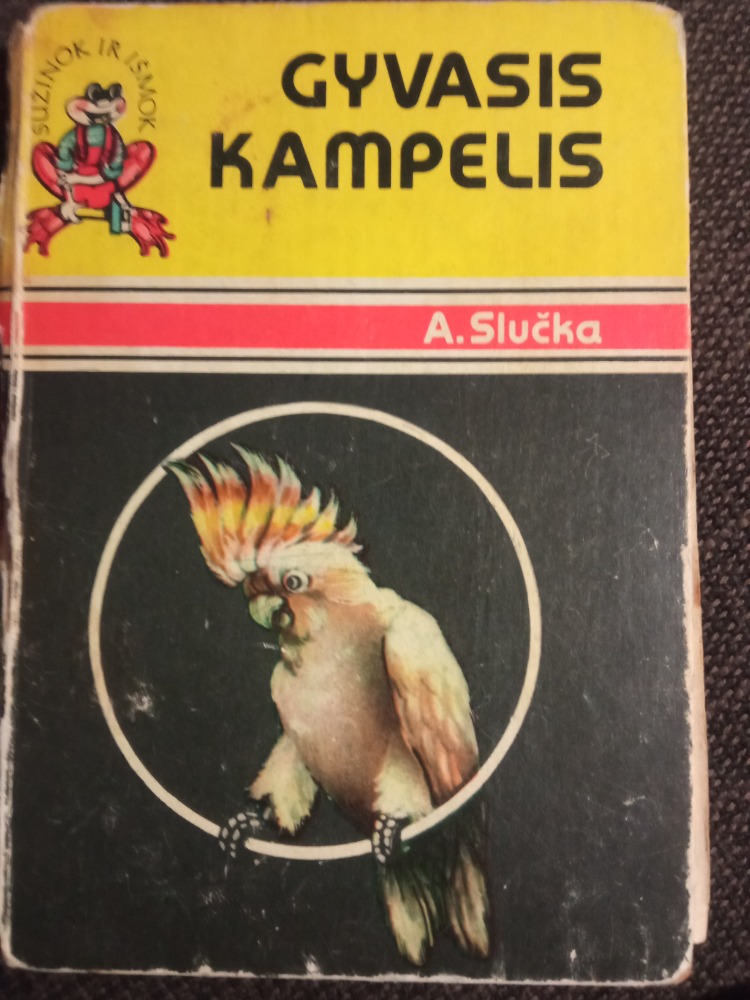 SUŽINOK IR IŠMOK
GYVASIS
KAMPELIS
A. Slučka